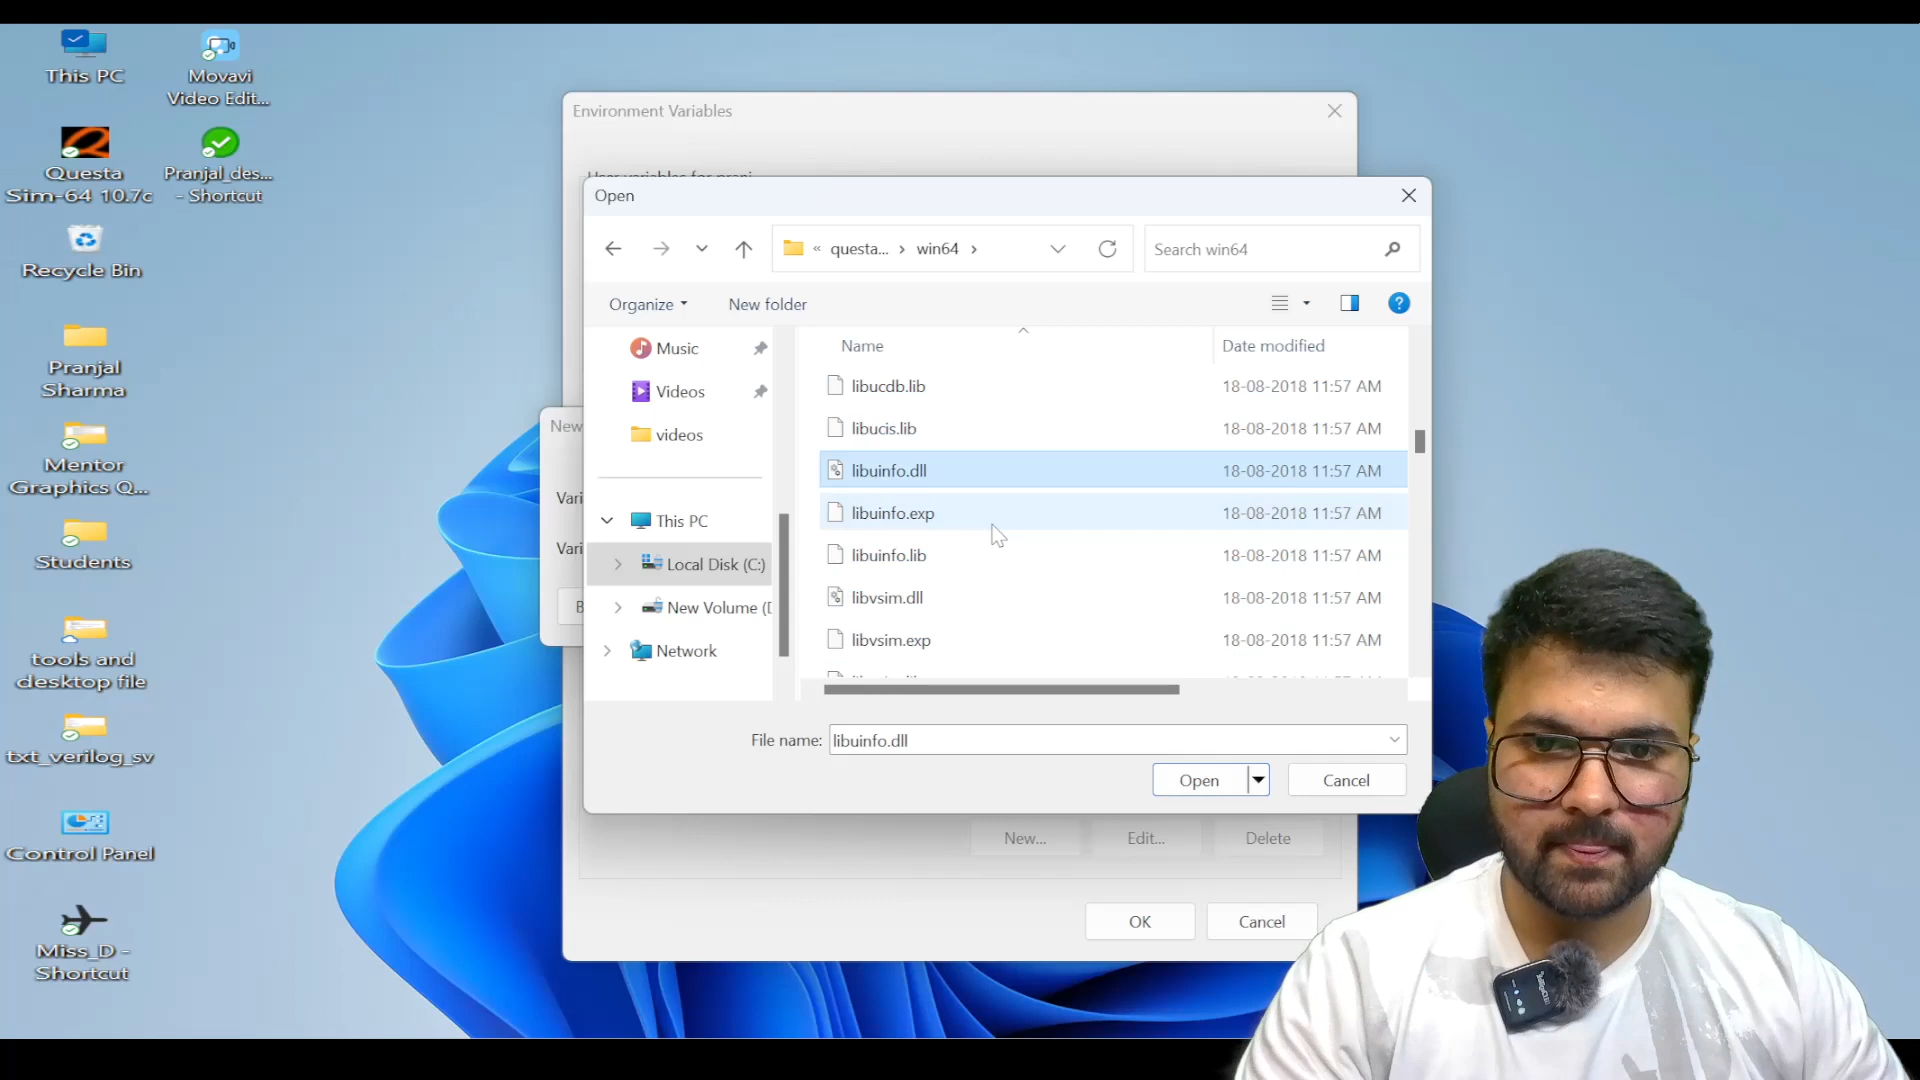 This PC
Movavi
Video Edit...
Questa
Sim-64 10.7c
Pranjal_des...
- Shortcut
Recycle Bin
Pranjal
Sharma
Mentor
Graphics Q...
Students
tools and
desktop file
txt_verilog_sv
Control Panel
Miss_D -
Shortcut
Environment Variables
User variables for pranj
New
Vari
Vari
B
Open
« questa... › win64 ›
Search win64
Organize
New folder
Music
Videos
videos
This PC
Local Disk (C:)
New Volume (D
Network
Name
Date modified
libucdb.lib 18-08-2018 11:57 AM
libucis.lib 18-08-2018 11:57 AM
libuinfo.dll 18-08-2018 11:57 AM
libuinfo.exp 18-08-2018 11:57 AM
libuinfo.lib 18-08-2018 11:57 AM
libvsim.dll 18-08-2018 11:57 AM
libvsim.exp 18-08-2018 11:57 AM
File name: libuinfo.dll
Open
Cancel
New...
Edit...
Delete
OK
Cancel